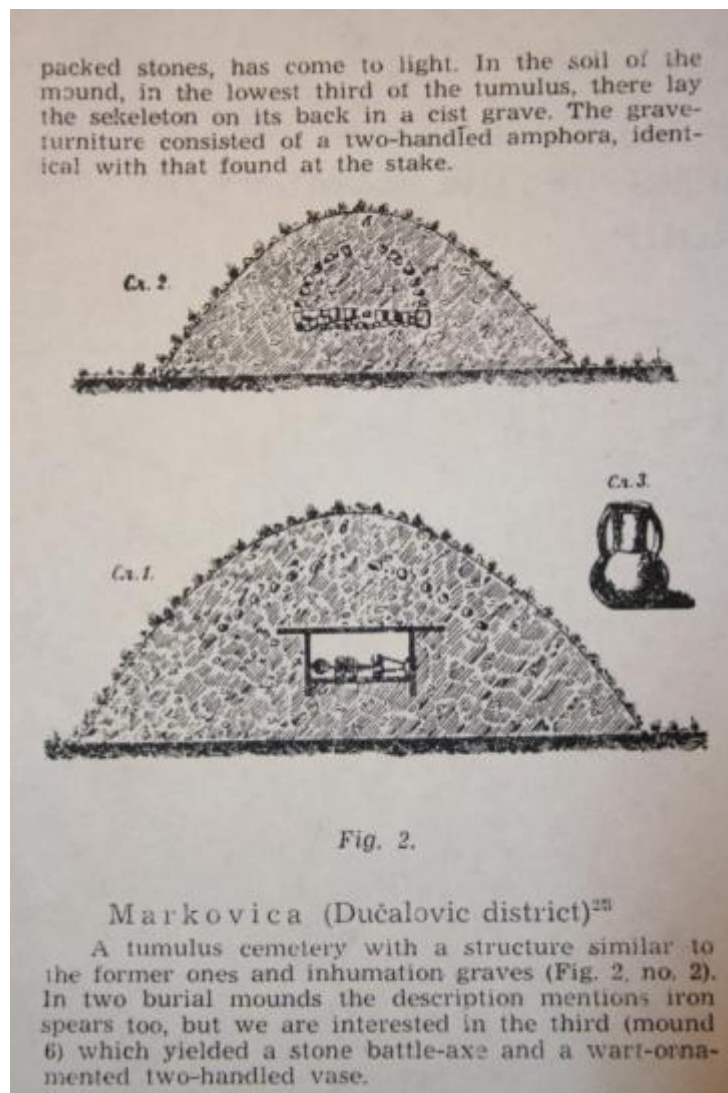 packed stones, has come to light. In the soil of the
mound, in the lowest third of the tumulus, there lay
the sekeleton on its back in a cist grave. The grave-
furniture consisted of a two-handled amphora, ident-
ical with that found at the stake.
Сл. 2.
Сл. 3.
Сл. 1.
Fig. 2.
Markovica (Dučalovic district)²³
A tumulus cemetery with a structure similar to
the former ones and inhumation graves (Fig. 2, no. 2).
In two burial mounds the description mentions iron
spears too, but we are interested in the third (mound
6) which yielded a stone battle-axe and a wart-orna-
mented two-handled vase.